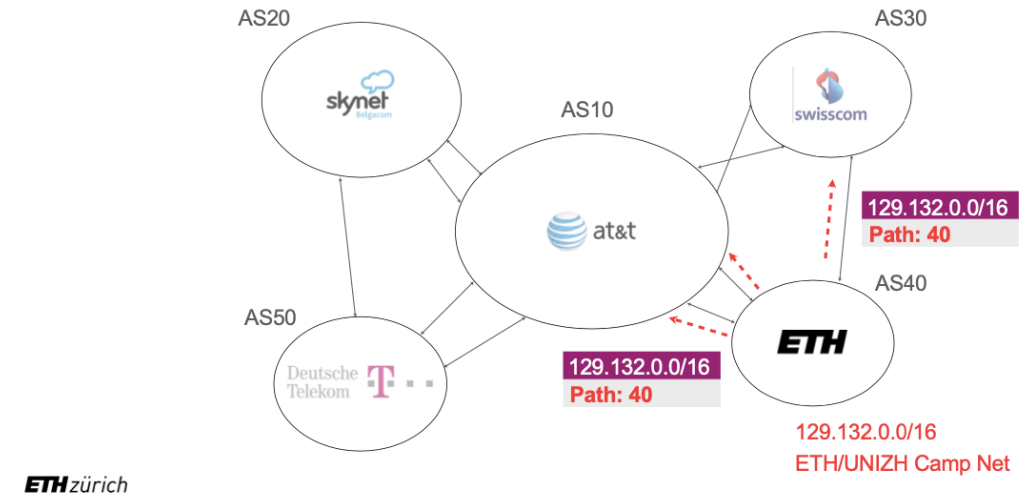 AS20
AS30
skynet
Belgacom
AS10
swisscom
at&t
129.132.0.0/16
Path: 40
AS40
AS50
ETH
Deutsche
Telekom
T
129.132.0.0/16
Path: 40
129.132.0.0/16
ETH/UNIZH Camp Net
ETH zürich